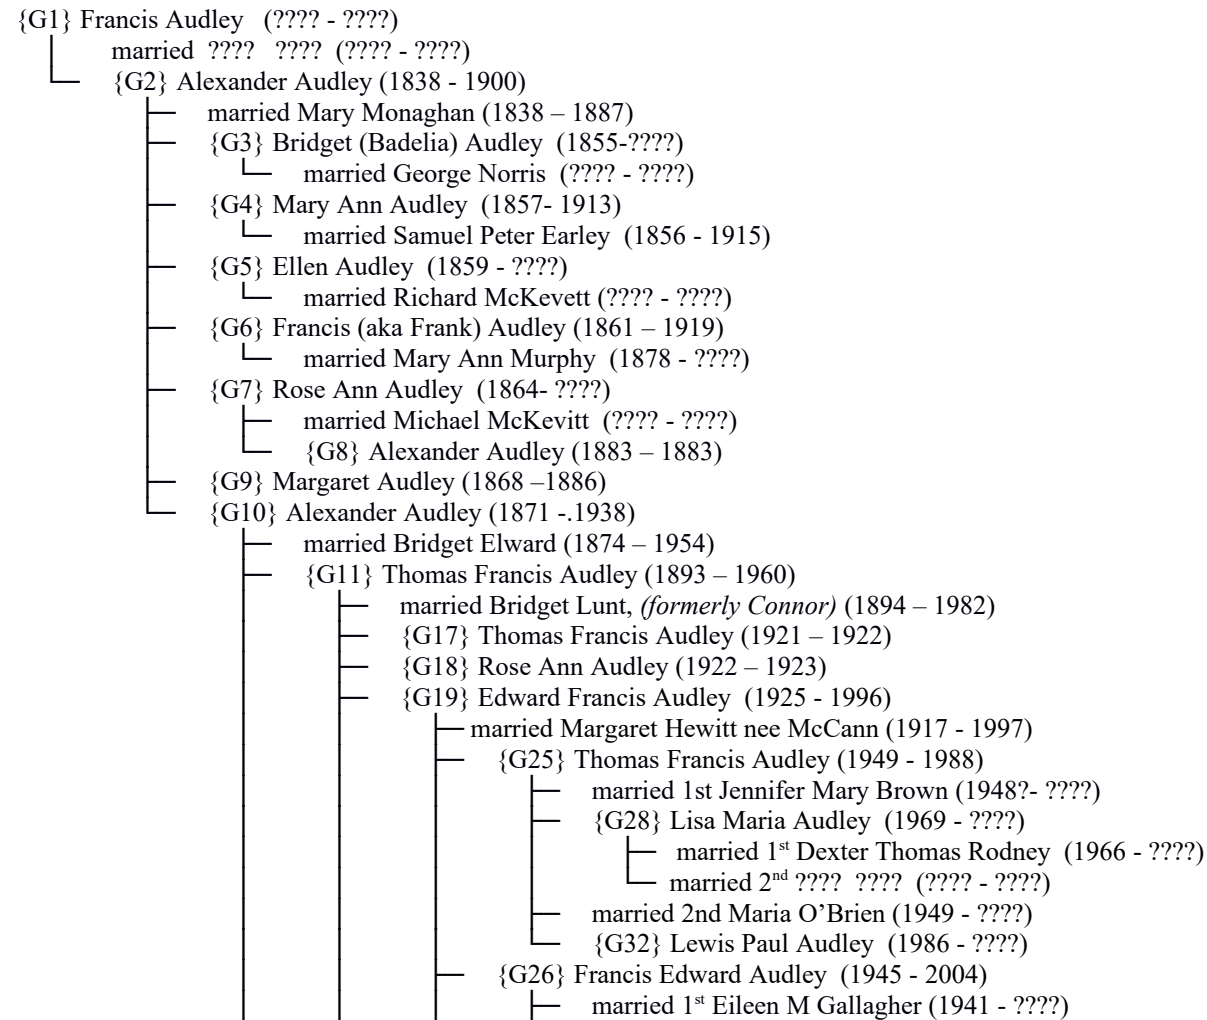 {G1} Francis Audley (???? - ????)
married ???? ???? (???? - ????)
{G2} Alexander Audley (1838 - 1900)
married Mary Monaghan (1838 – 1887)
{G3} Bridget (Badelia) Audley (1855-????)
married George Norris (???? - ????)
{G4} Mary Ann Audley (1857- 1913)
married Samuel Peter Earley (1856 - 1915)
{G5} Ellen Audley (1859 - ????)
married Richard McKevett (???? - ????)
{G6} Francis (aka Frank) Audley (1861 – 1919)
married Mary Ann Murphy (1878 - ????)
{G7} Rose Ann Audley (1864- ????)
married Michael McKevitt (???? - ????)
{G8} Alexander Audley (1883 – 1883)
{G9} Margaret Audley (1868 –1886)
{G10} Alexander Audley (1871 -.1938)
married Bridget Elward (1874 – 1954)
{G11} Thomas Francis Audley (1893 – 1960)
married Bridget Lunt, (formerly Connor) (1894 – 1982)
{G17} Thomas Francis Audley (1921 – 1922)
{G18} Rose Ann Audley (1922 – 1923)
{G19} Edward Francis Audley (1925 - 1996)
married Margaret Hewitt nee McCann (1917 - 1997)
{G25} Thomas Francis Audley (1949 - 1988)
married 1st Jennifer Mary Brown (1948?- ????)
{G28} Lisa Maria Audley (1969 - ????)
married 1st Dexter Thomas Rodney (1966 - ????)
married 2nd ???? ???? (???? - ????)
married 2nd Maria O’Brien (1949 - ????)
{G32} Lewis Paul Audley (1986 - ????)
{G26} Francis Edward Audley (1945 - 2004)
married 1st Eileen M Gallagher (1941 - ????)